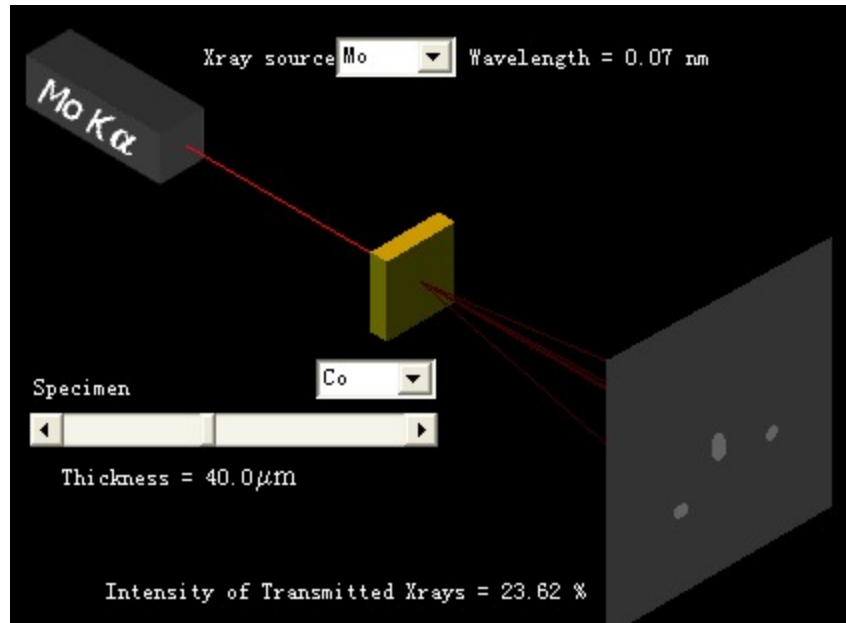 Xray source Mo Wavelength = 0.07 nm
Mo Kα
Co
Specimen
Thickness = 40.0μm
Intensity of Transmitted Xrays = 23.62 %